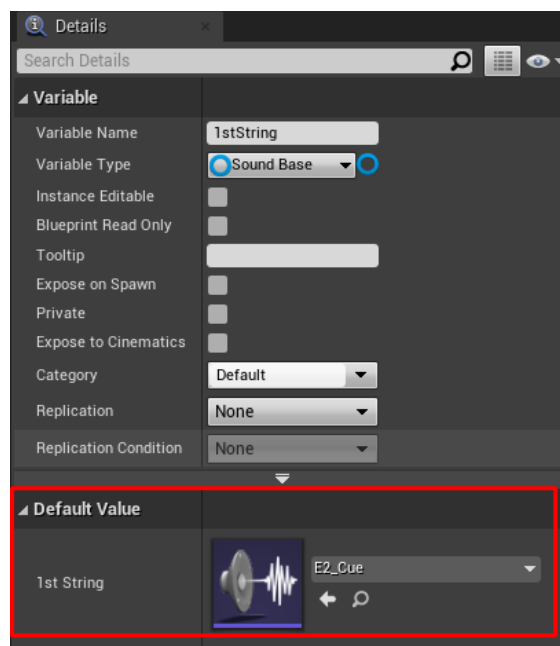 Details
Search Details
Variable
Variable Name 1stString
Variable Type Sound Base
Instance Editable
Blueprint Read Only
Tooltip
Expose on Spawn
Private
Expose to Cinematics
Category Default
Replication None
Replication Condition None
Default Value
1st String E2_Cue